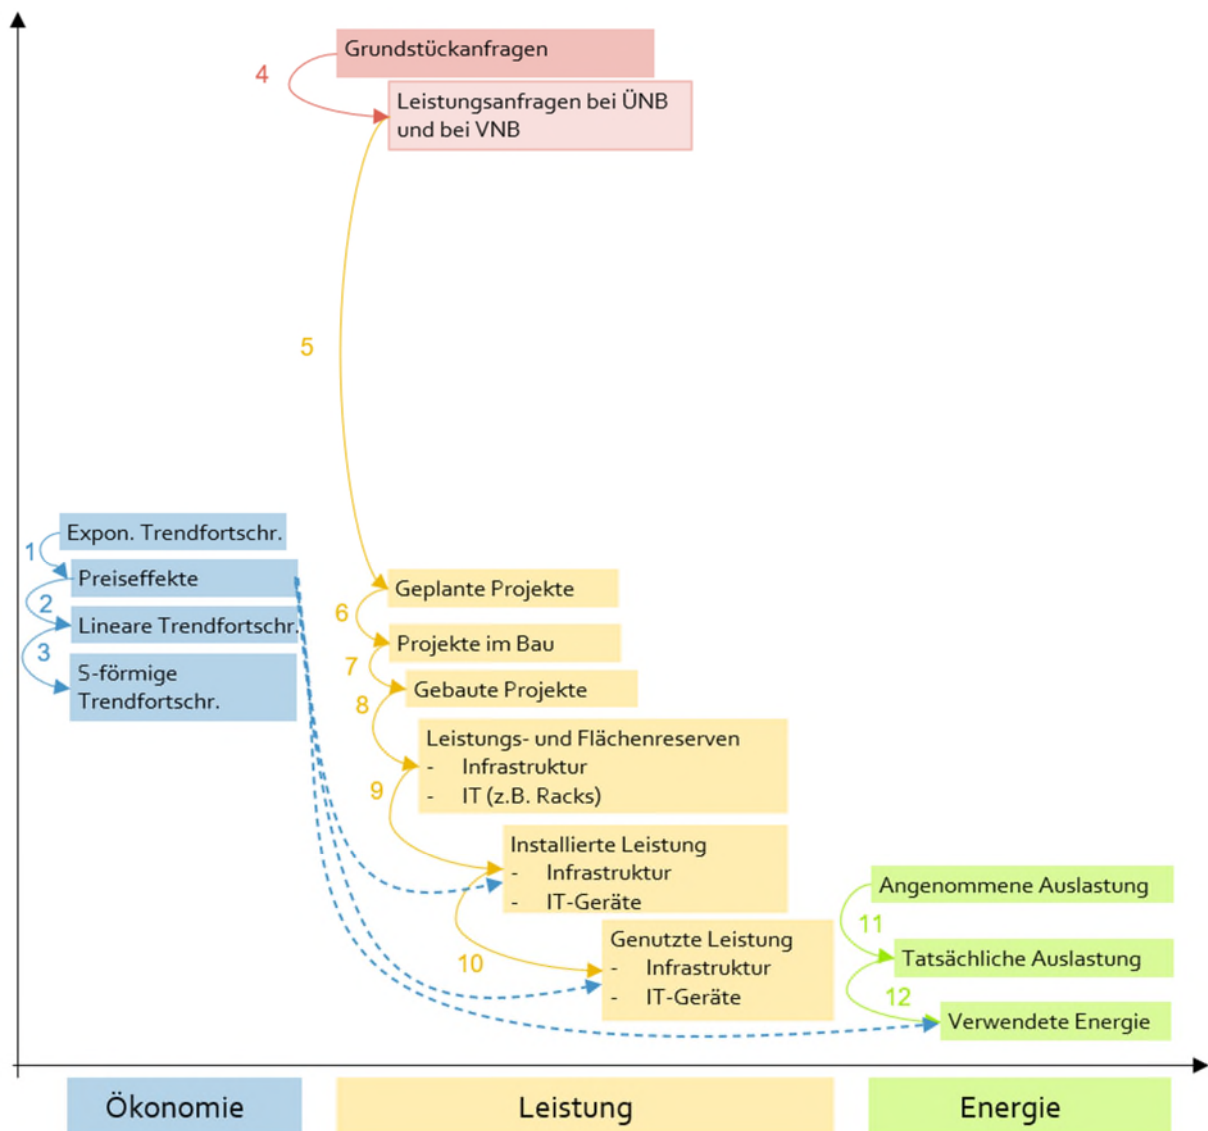 Grundstückanfragen
4
Leistungsanfragen bei ÜNB
und bei VNB
5
Expon. Trendfortschr.
1
Preiseffekte
2
Lineare Trendfortschr.
3
S-förmige
Trendfortschr.
Geplante Projekte
6
Projekte im Bau
7
Gebaute Projekte
8
Leistungs- und Flächenreserven
- Infrastruktur
- IT (z.B. Racks)
9
Installierte Leistung
- Infrastruktur
- IT-Geräte
10
Genutzte Leistung
- Infrastruktur
- IT-Geräte
Angenommene Auslastung
11
Tatsächliche Auslastung
12
Verwendete Energie
Ökonomie
Leistung
Energie